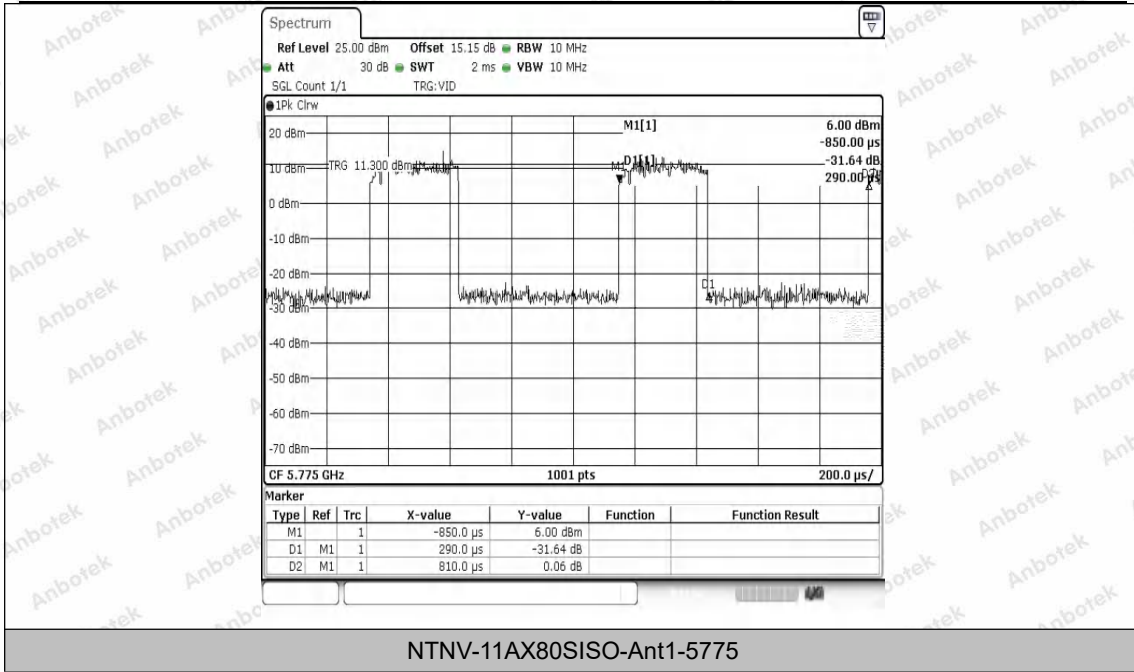 Spectrum
Ref Level 25.00 dBm Offset 15.15 dB RBW 10 MHz
Att 30 dB SWT 2 ms VBW 10 MHz
SGL Count 1/1 TRG:VID
1Pk Clrw
M1[1] 6.00 dBm
-850.00 µs
D1[1] -31.64 dB
290.00 µs
20 dBm
10 dBm
TRG 11.300 dBm
0 dBm
-10 dBm
-20 dBm
-30 dBm
-40 dBm
-50 dBm
-60 dBm
-70 dBm
M1
D1
CF 5.775 GHz 1001 pts 200.0 µs/
Marker
Type Ref Trc X-value Y-value Function Function Result
M1 1 -850.0 µs 6.00 dBm
D1 M1 1 290.0 µs -31.64 dB
D2 M1 1 810.0 µs 0.06 dB
NTNV-11AX80SISO-Ant1-5775
Anbotek